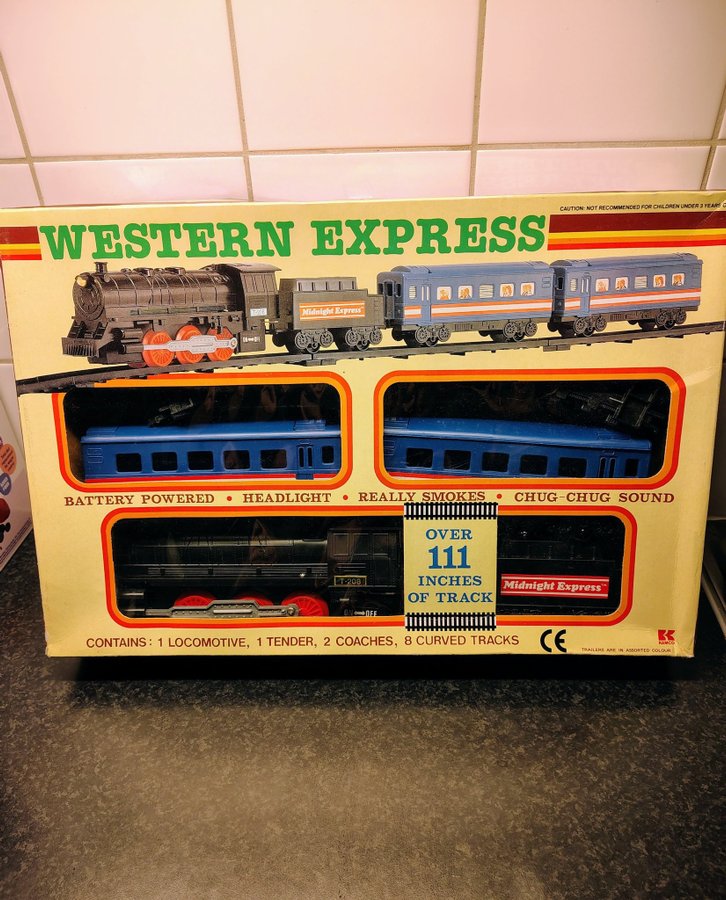 CAUTION: NOT RECOMMENDED FOR CHILDREN UNDER 3 YEARS
WESTERN EXPRESS
Midnight Express
BATTERY POWERED • HEADLIGHT • REALLY SMOKES • CHUG-CHUG SOUND
OVER
111
INCHES
OF TRACK
T-208
OFF
Midnight Express
CONTAINS: 1 LOCOMOTIVE, 1 TENDER, 2 COACHES, 8 CURVED TRACKS
CE
TRAILERS ARE IN ASSORTED COLOUR